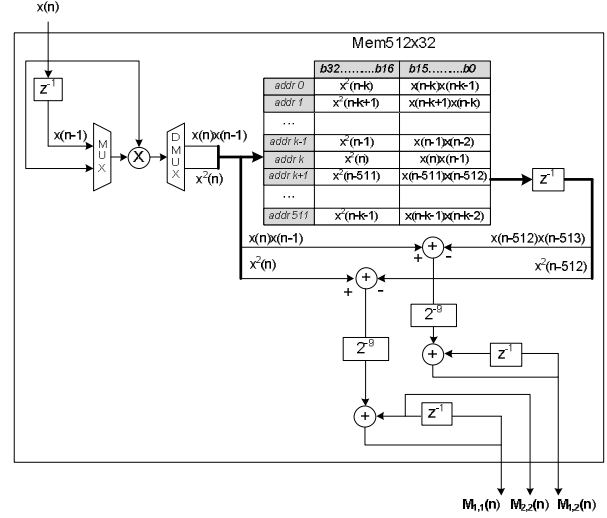 x(n)
Mem512x32
b32.........b16 b15.........b0
addr 0 x²(n-k) x(n-k)x(n-k-1)
addr 1 x²(n-k+1) x(n-k+1)x(n-k)
...
addr k-1 x²(n-1) x(n-1)x(n-2)
addr k x²(n) x(n)x(n-1)
addr k+1 x²(n-511) x(n-511)x(n-512)
...
addr 511 x²(n-k-1) x(n-k-1)x(n-k-2)
z⁻¹
x(n-1)
MUX
X
DMUX
x(n)x(n-1)
x²(n)
z⁻¹
x(n)x(n-1)
x(n-512)x(n-513)
+ + -
x²(n)
x²(n-512)
+ + -
2⁻⁹
2⁻⁹
+
z⁻¹
+
z⁻¹
M₁,₁(n) M₂,₂(n) M₁,₂(n)